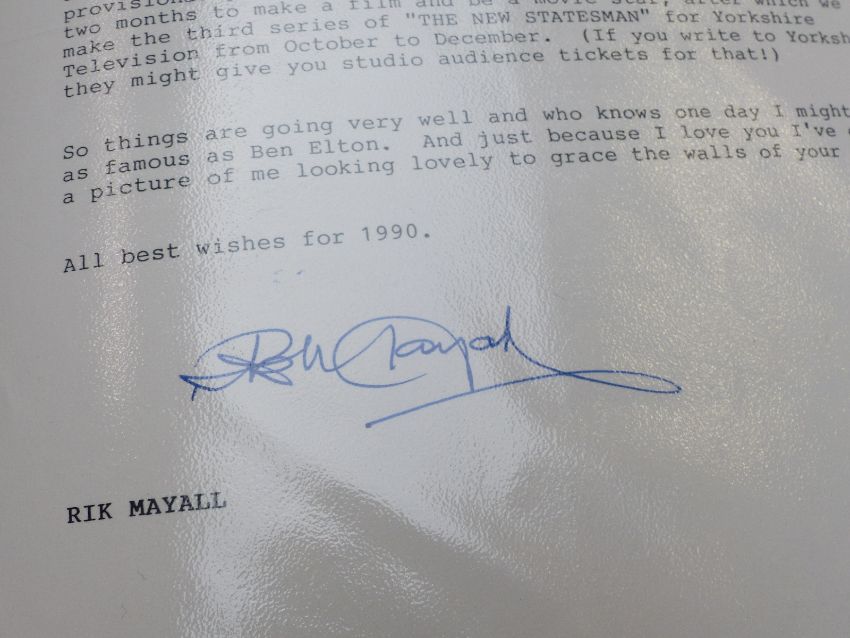 provisions
two months to make a film and be a movie star, after which we
make the third series of "THE NEW STATESMAN" for Yorkshire
Television from October to December. (If you write to Yorksh
they might give you studio audience tickets for that!)
So things are going very well and who knows one day I might
as famous as Ben Elton. And just because I love you I've
a picture of me looking lovely to grace the walls of your
All best wishes for 1990.
Rik Mayall
RIK MAYALL